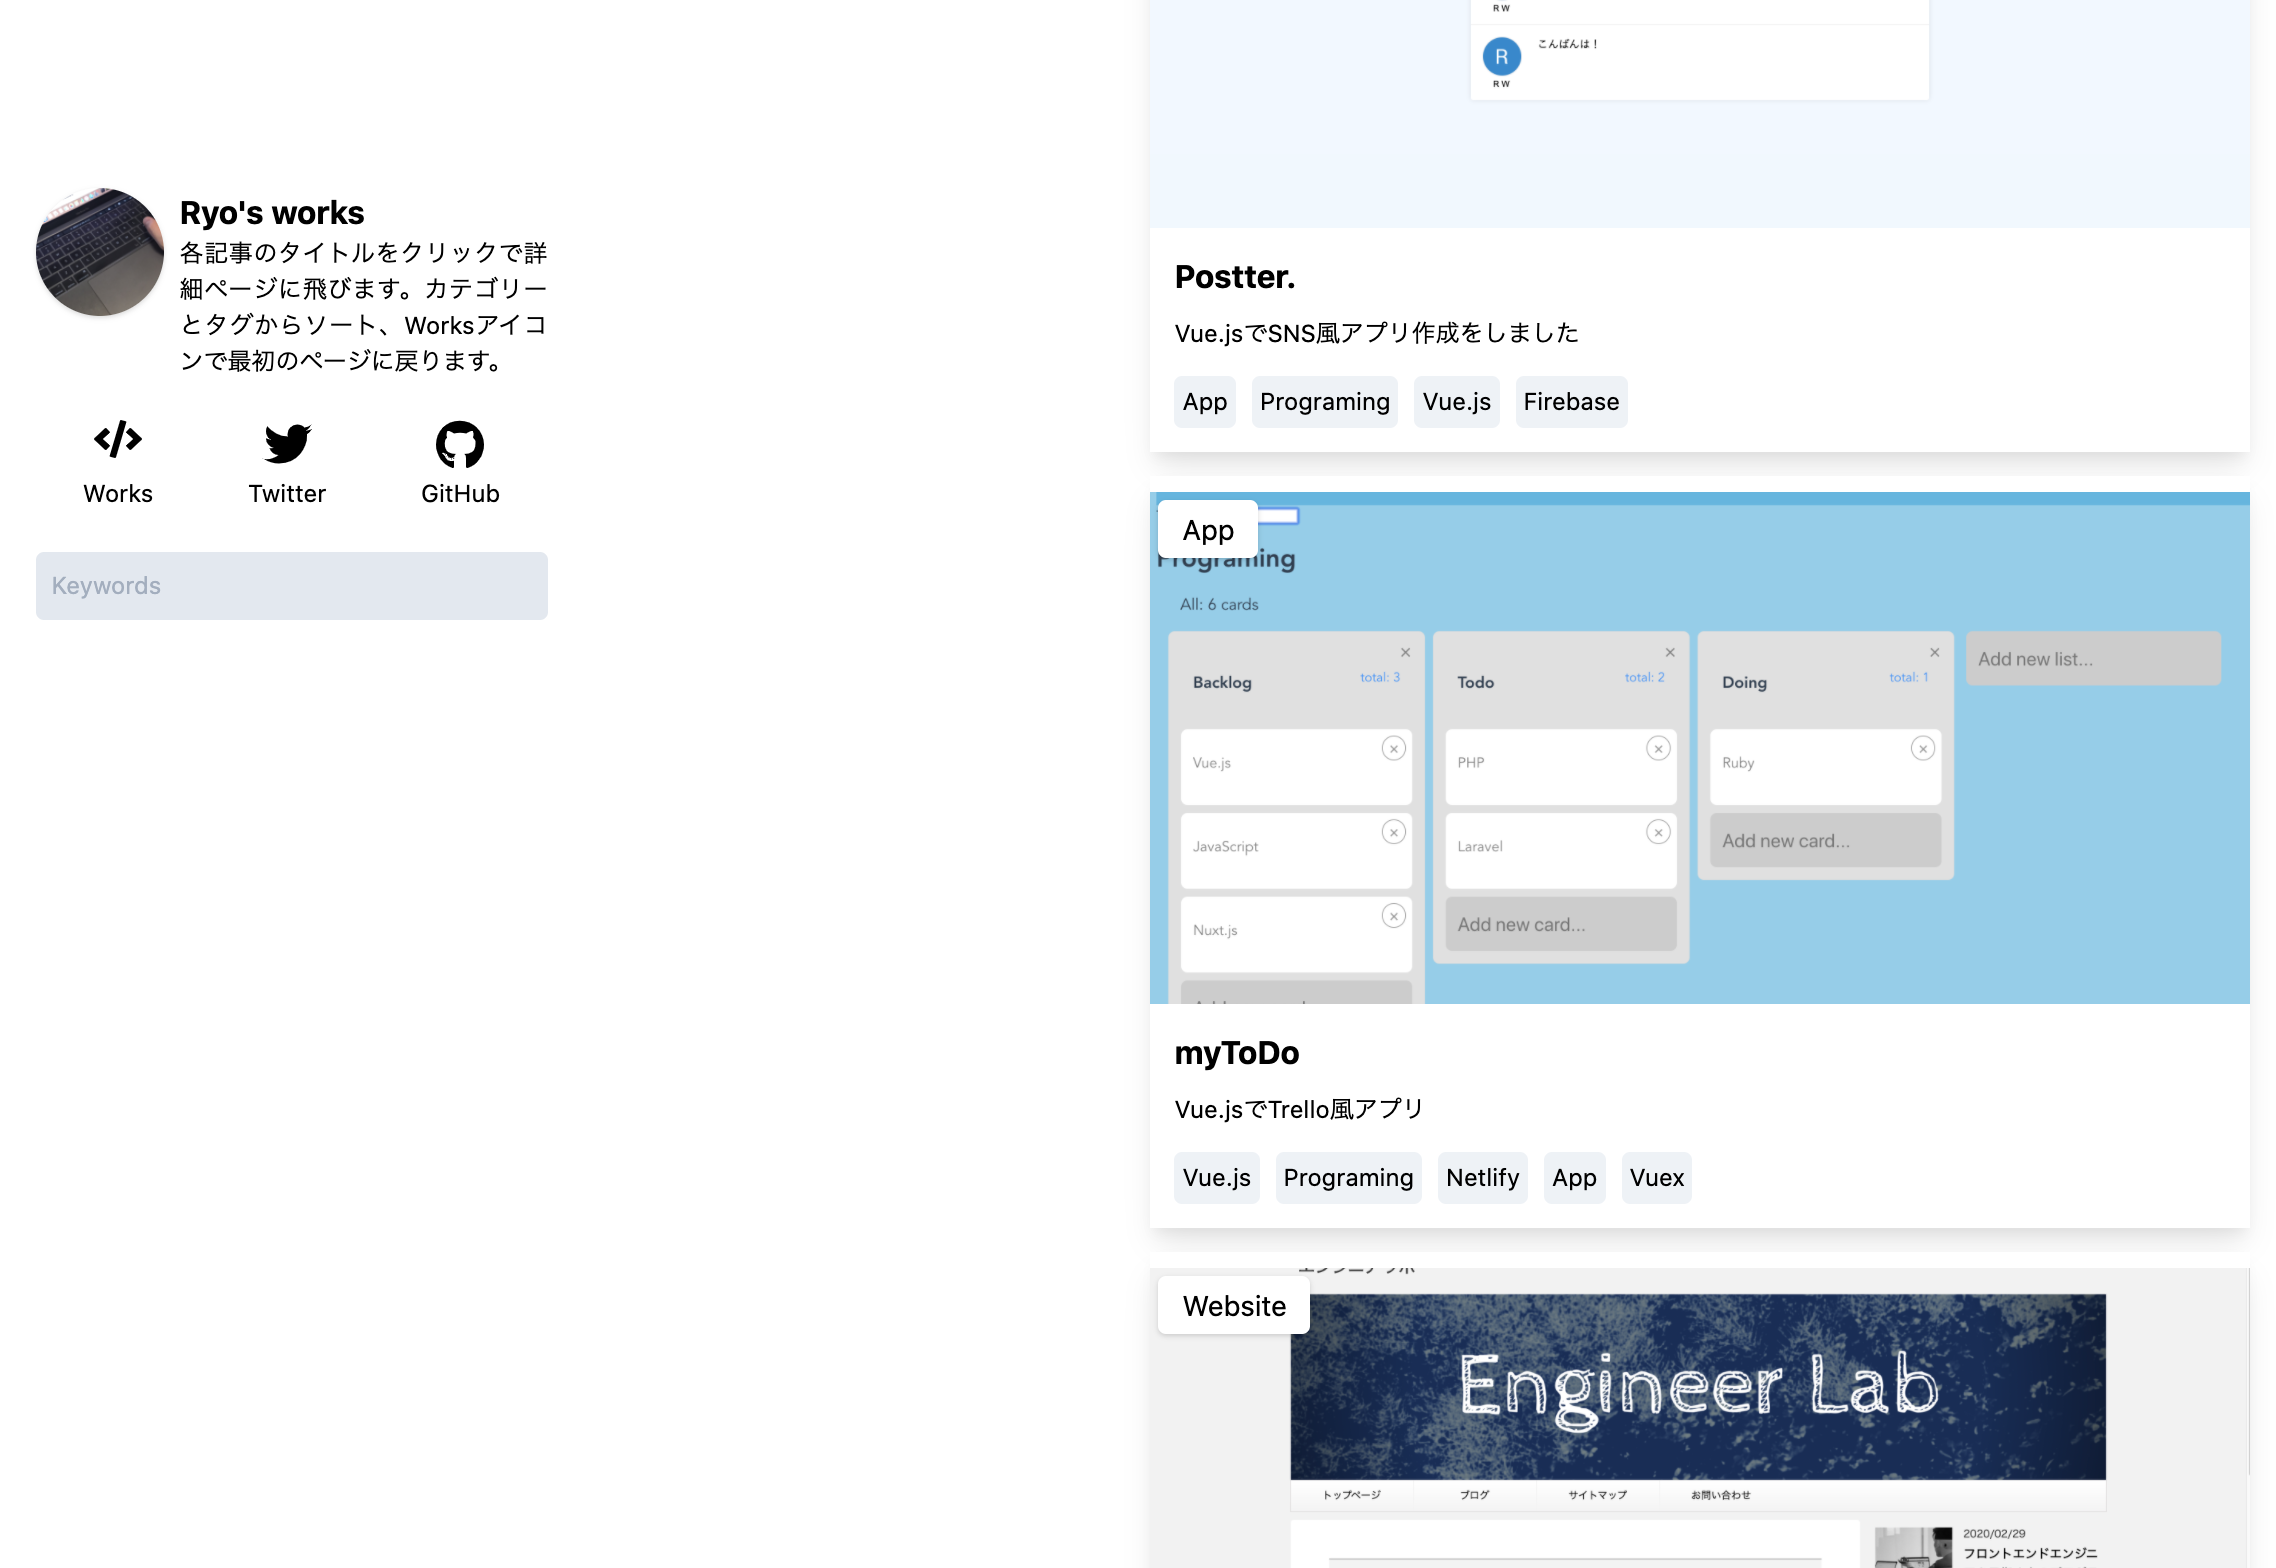 Ryo's works
各記事のタイトルをクリックで詳
細ページに飛びます。カテゴリー
とタグからソート、Worksアイコ
ンで最初のページに戻ります。
Works
Twitter
GitHub
Keywords
R W
R
こんばんは！
R W
Postter.
Vue.jsでSNS風アプリ作成をしました
App
Programing
Vue.js
Firebase
App
Programing
All: 6 cards
Backlog
total: 3
Vue.js
JavaScript
Nuxt.js
Todo
total: 2
PHP
Laravel
Add new card...
Doing
total: 1
Ruby
Add new card...
Add new list...
myToDo
Vue.jsでTrello風アプリ
Vue.js
Programing
Netlify
App
Vuex
Website
Engineer Lab
トップページ
ブログ
サイトマップ
お問い合わせ
2020/02/29
フロントエンドエンジニ